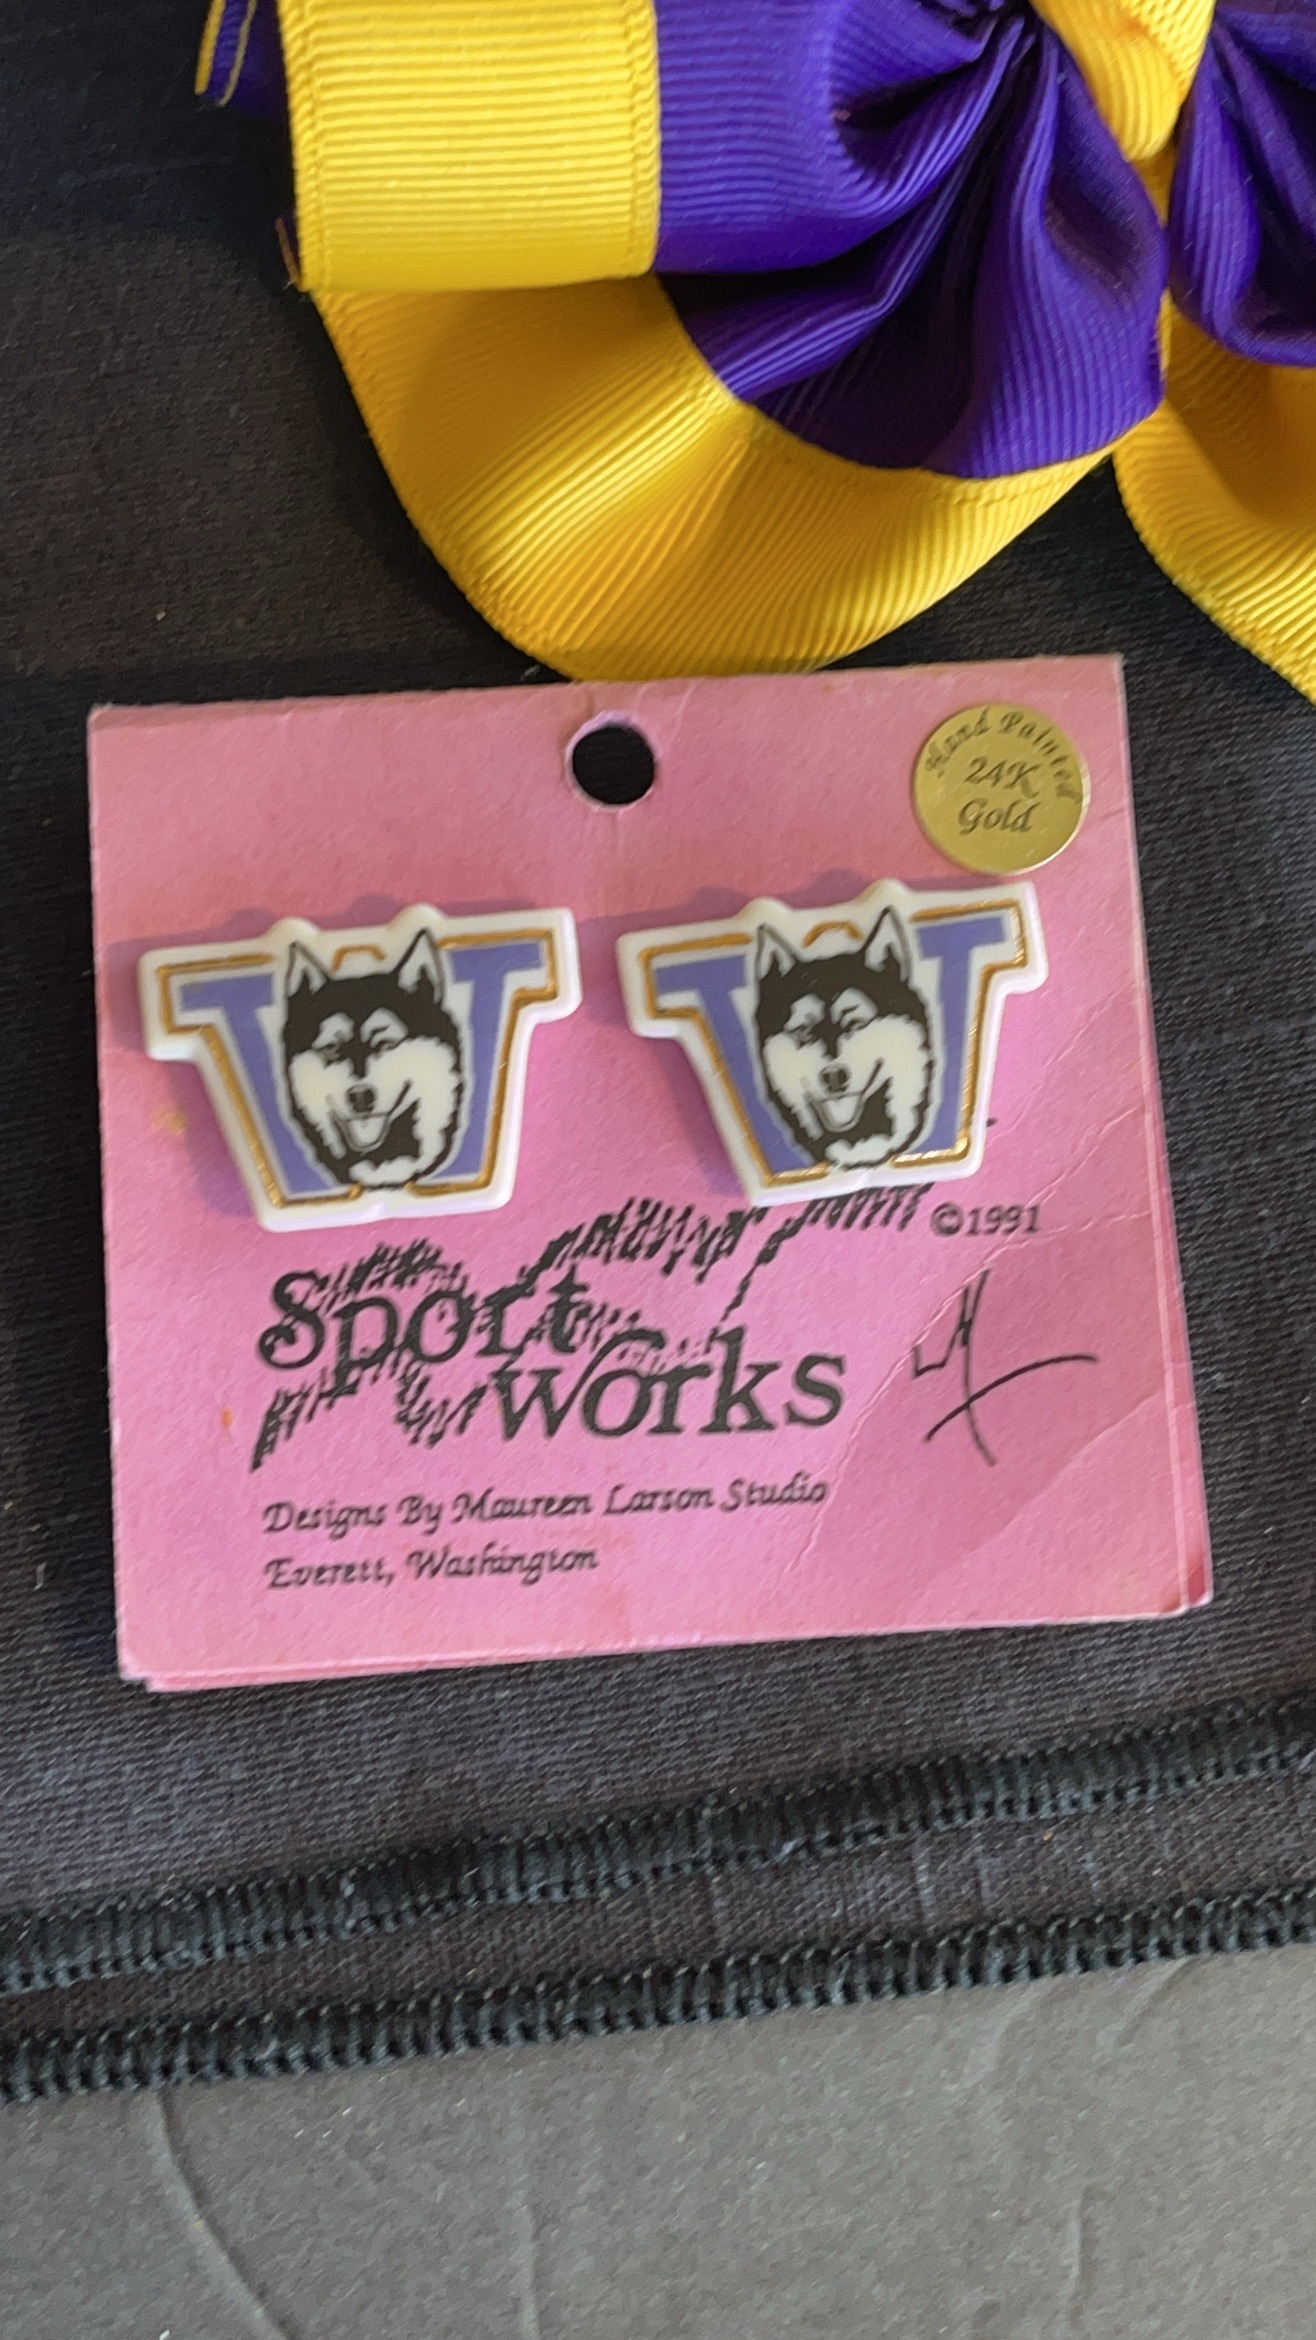 Hand Painted
24K
Gold
W
W
©1991
Sport
Works
Designs By Maureen Larson Studio
Everett, Washington